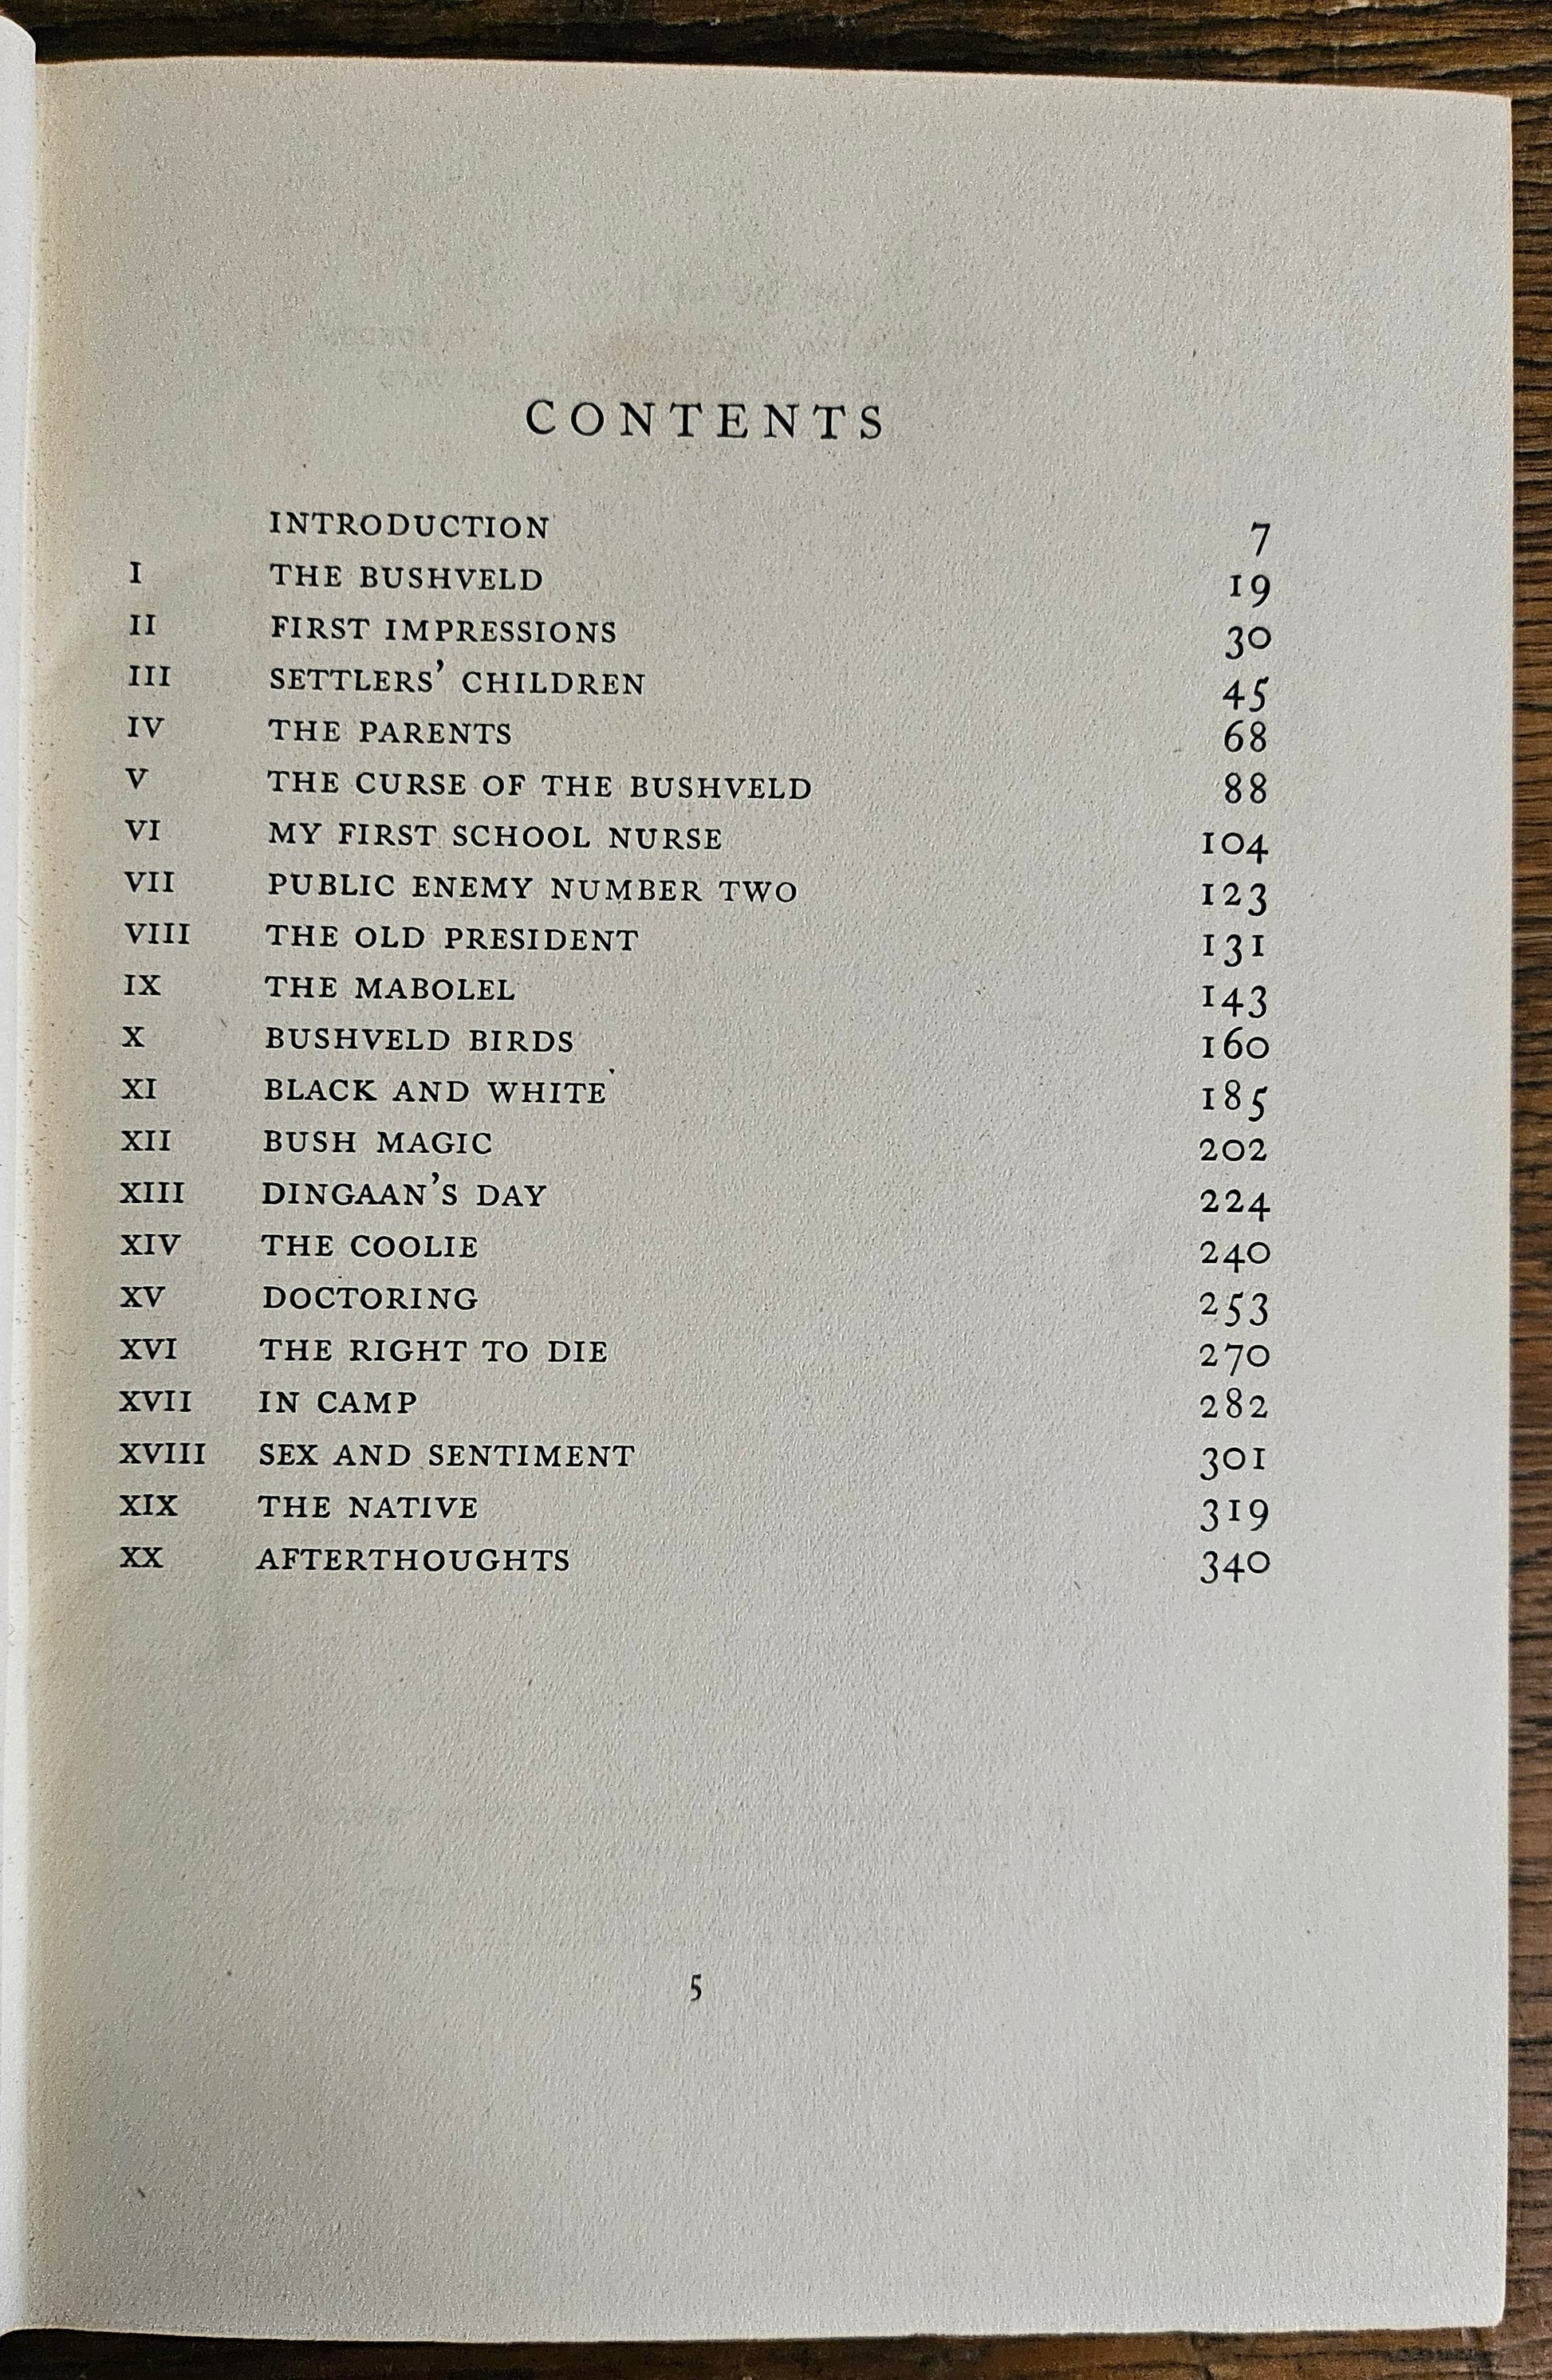 CONTENTS
INTRODUCTION 7
I THE BUSHVELD 19
II FIRST IMPRESSIONS 30
III SETTLERS' CHILDREN 45
IV THE PARENTS 68
V THE CURSE OF THE BUSHVELD 88
VI MY FIRST SCHOOL NURSE 104
VII PUBLIC ENEMY NUMBER TWO 123
VIII THE OLD PRESIDENT 131
IX THE MABOLEL 143
X BUSHVELD BIRDS 160
XI BLACK AND WHITE 185
XII BUSH MAGIC 202
XIII DINGAAN'S DAY 224
XIV THE COOLIE 240
XV DOCTORING 253
XVI THE RIGHT TO DIE 270
XVII IN CAMP 282
XVIII SEX AND SENTIMENT 301
XIX THE NATIVE 319
XX AFTERTHOUGHTS 340
5